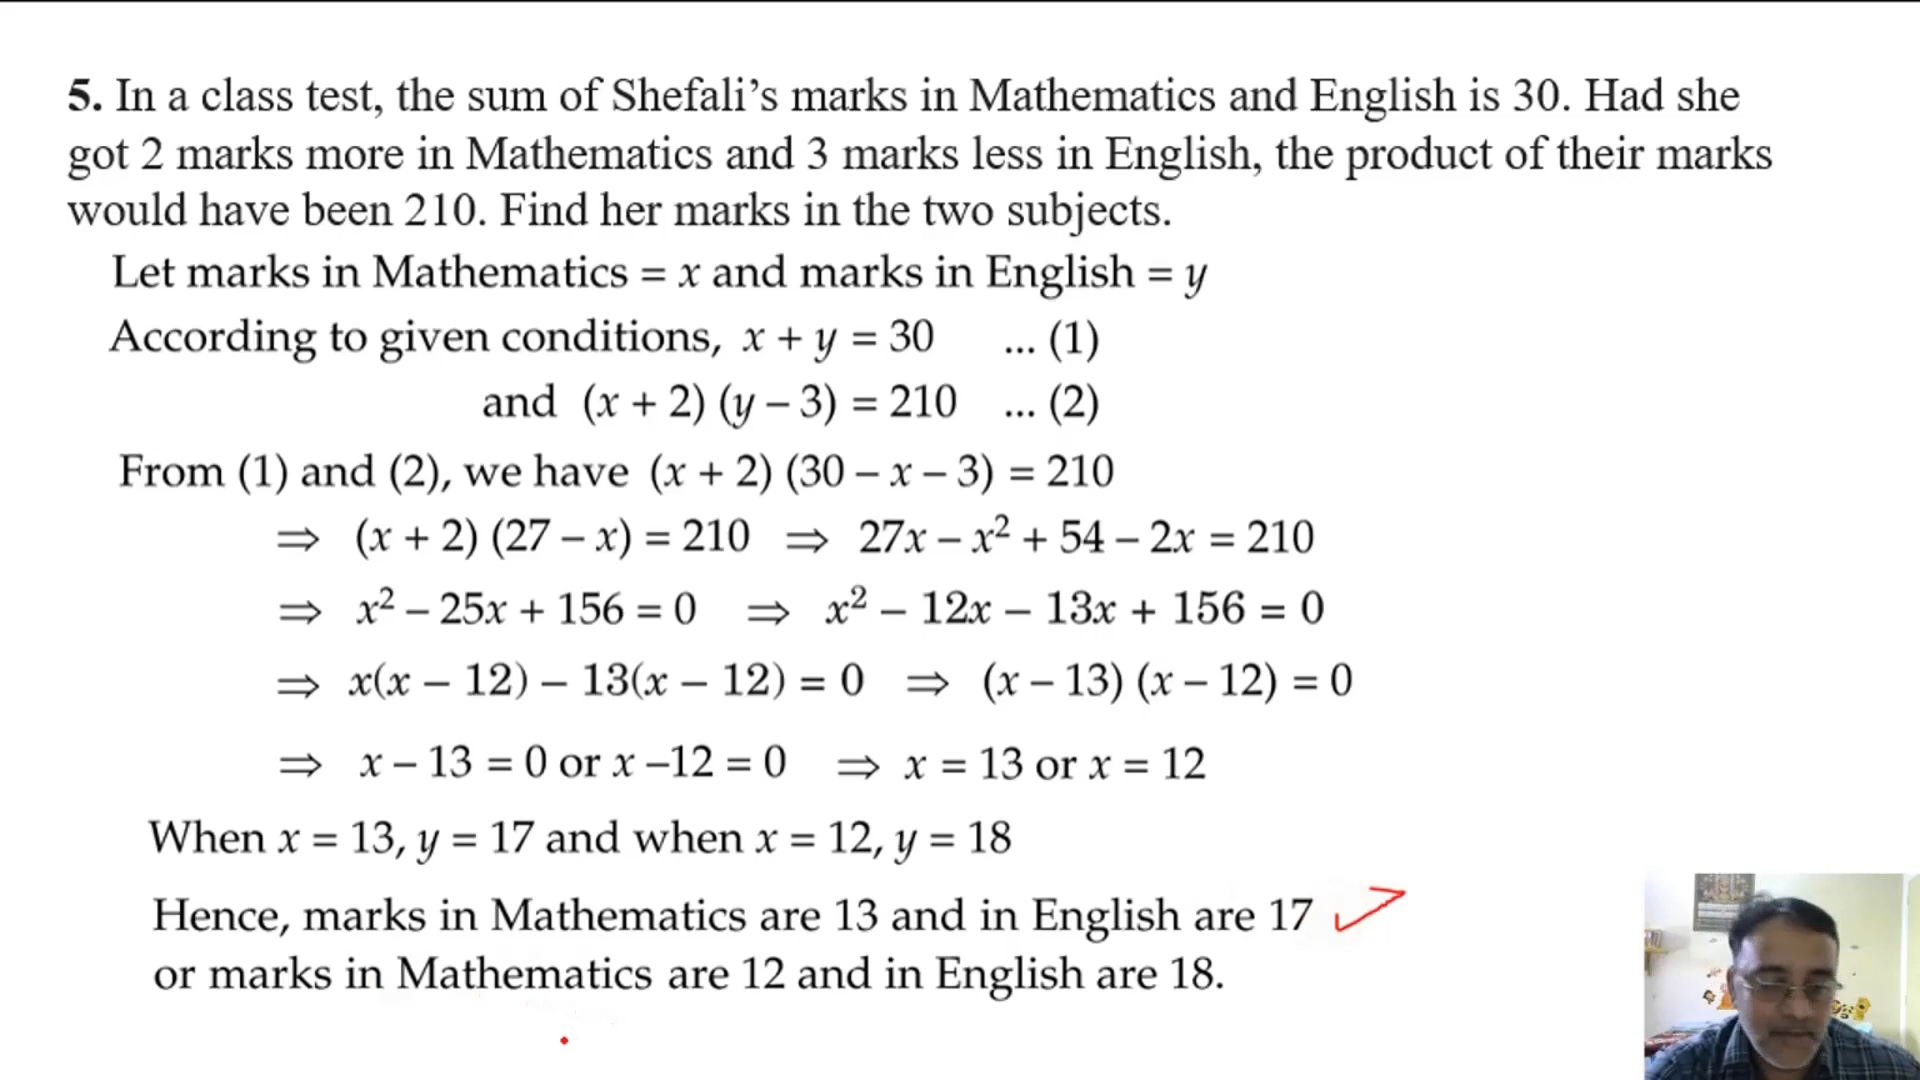 5. In a class test, the sum of Shefali’s marks in Mathematics and English is 30. Had she
got 2 marks more in Mathematics and 3 marks less in English, the product of their marks
would have been 210. Find her marks in the two subjects.
Let marks in Mathematics = x and marks in English = y
According to given conditions, x + y = 30 ... (1)
and (x + 2) (y – 3) = 210 ... (2)
From (1) and (2), we have (x + 2) (30 – x – 3) = 210
⇒ (x + 2) (27 – x) = 210 ⇒ 27x – x² + 54 – 2x = 210
⇒ x² – 25x + 156 = 0 ⇒ x² – 12x – 13x + 156 = 0
⇒ x(x – 12) – 13(x – 12) = 0 ⇒ (x – 13) (x – 12) = 0
⇒ x – 13 = 0 or x –12 = 0 ⇒ x = 13 or x = 12
When x = 13, y = 17 and when x = 12, y = 18
Hence, marks in Mathematics are 13 and in English are 17
or marks in Mathematics are 12 and in English are 18.